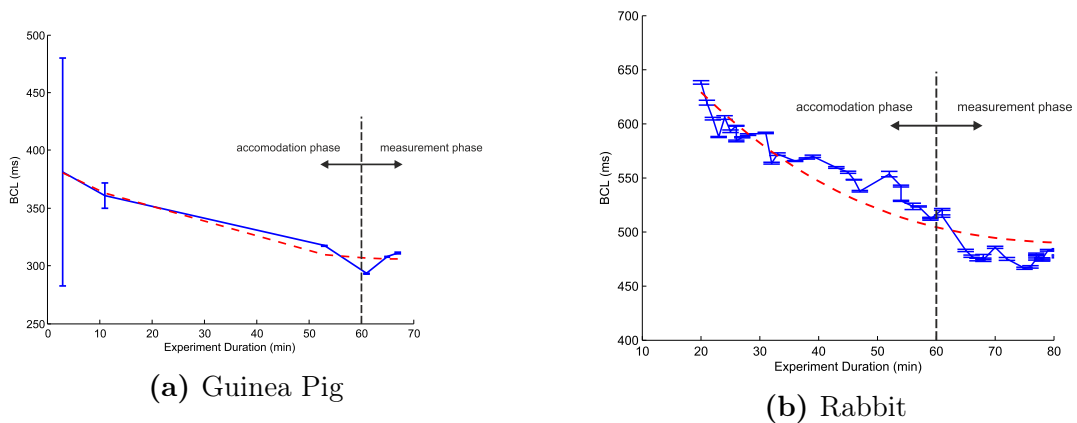 500
450
400
350
300
250
BCL (ms)
accomodation phase
measurement phase
0 10 20 30 40 50 60 70
Experiment Duration (min)
(a) Guinea Pig
700
650
600
550
500
450
400
BCL (ms)
accomodation phase
measurement phase
10 20 30 40 50 60 70 80
Experiment Duration (min)
(b) Rabbit